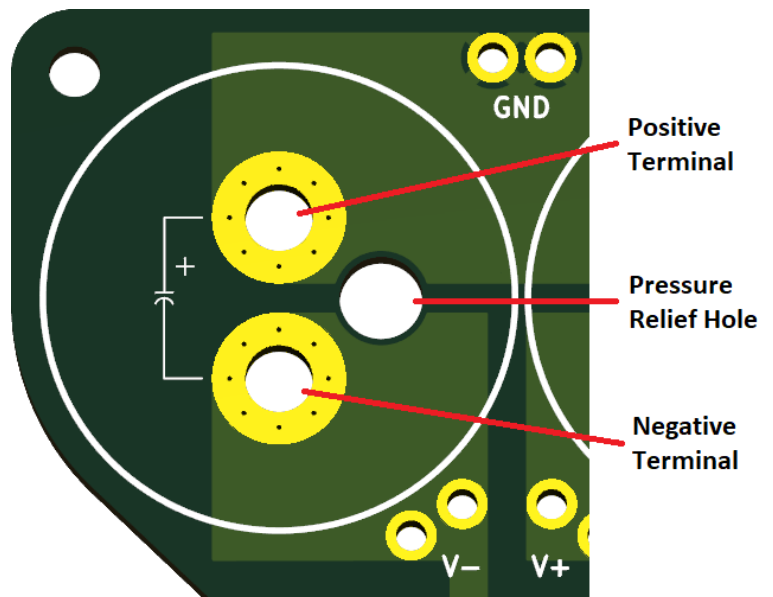 GND
Positive
Terminal
+
Pressure
Relief Hole
Negative
Terminal
V-
V+